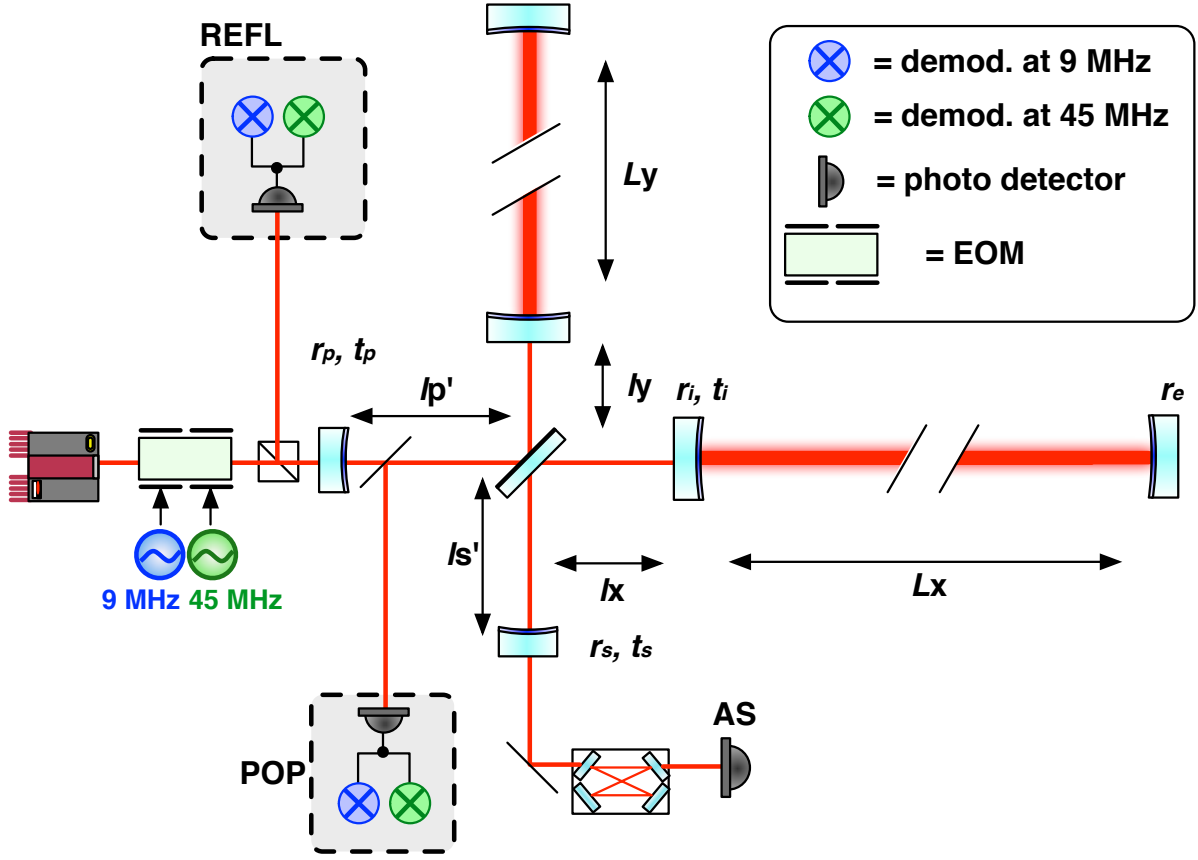 REFL
= demod. at 9 MHz
= demod. at 45 MHz
= photo detector
= EOM
Ly
rp, tp
lp'
ly
ri, ti
re
ls'
lx
Lx
9 MHz 45 MHz
rs, ts
POP
AS